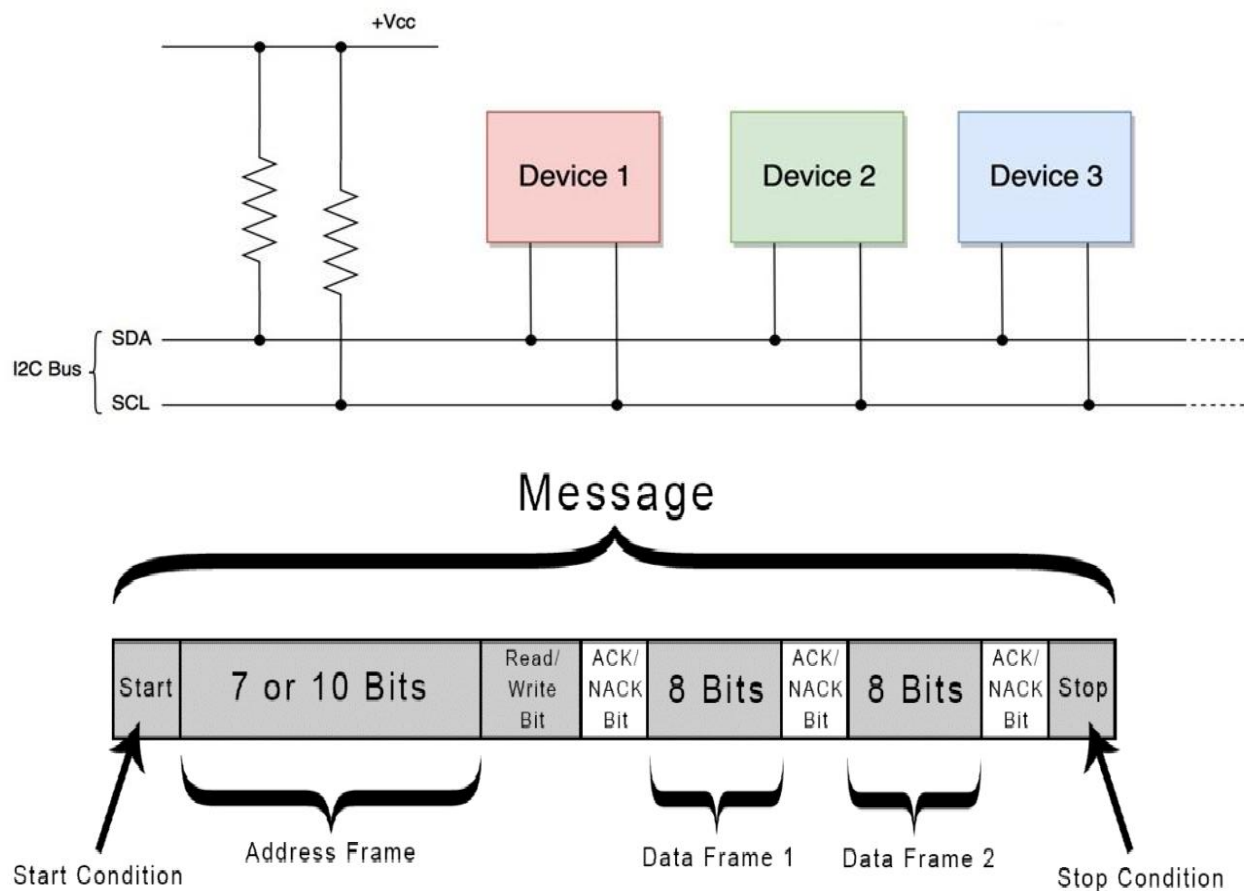 +Vcc
Device 1
Device 2
Device 3
SDA
I2C Bus
SCL
Message
Start
7 or 10 Bits
Read/
Write
Bit
ACK/
NACK
Bit
8 Bits
ACK/
NACK
Bit
8 Bits
ACK/
NACK
Bit
Stop
Start Condition
Address Frame
Data Frame 1
Data Frame 2
Stop Condition